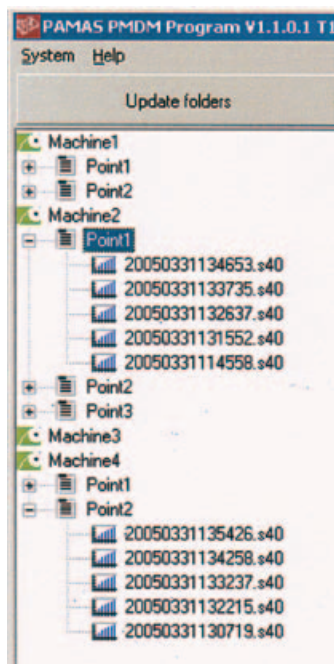 PAMAS PMDM Program V1.1.0.1 T1
System Help
Update folders
Machine1
Point1
Point2
Machine2
Point1
20050331134653.s40
20050331133735.s40
20050331132637.s40
20050331131552.s40
20050331114558.s40
Point2
Point3
Machine3
Machine4
Point1
Point2
20050331135426.s40
20050331134258.s40
20050331133237.s40
20050331132215.s40
20050331130719.s40